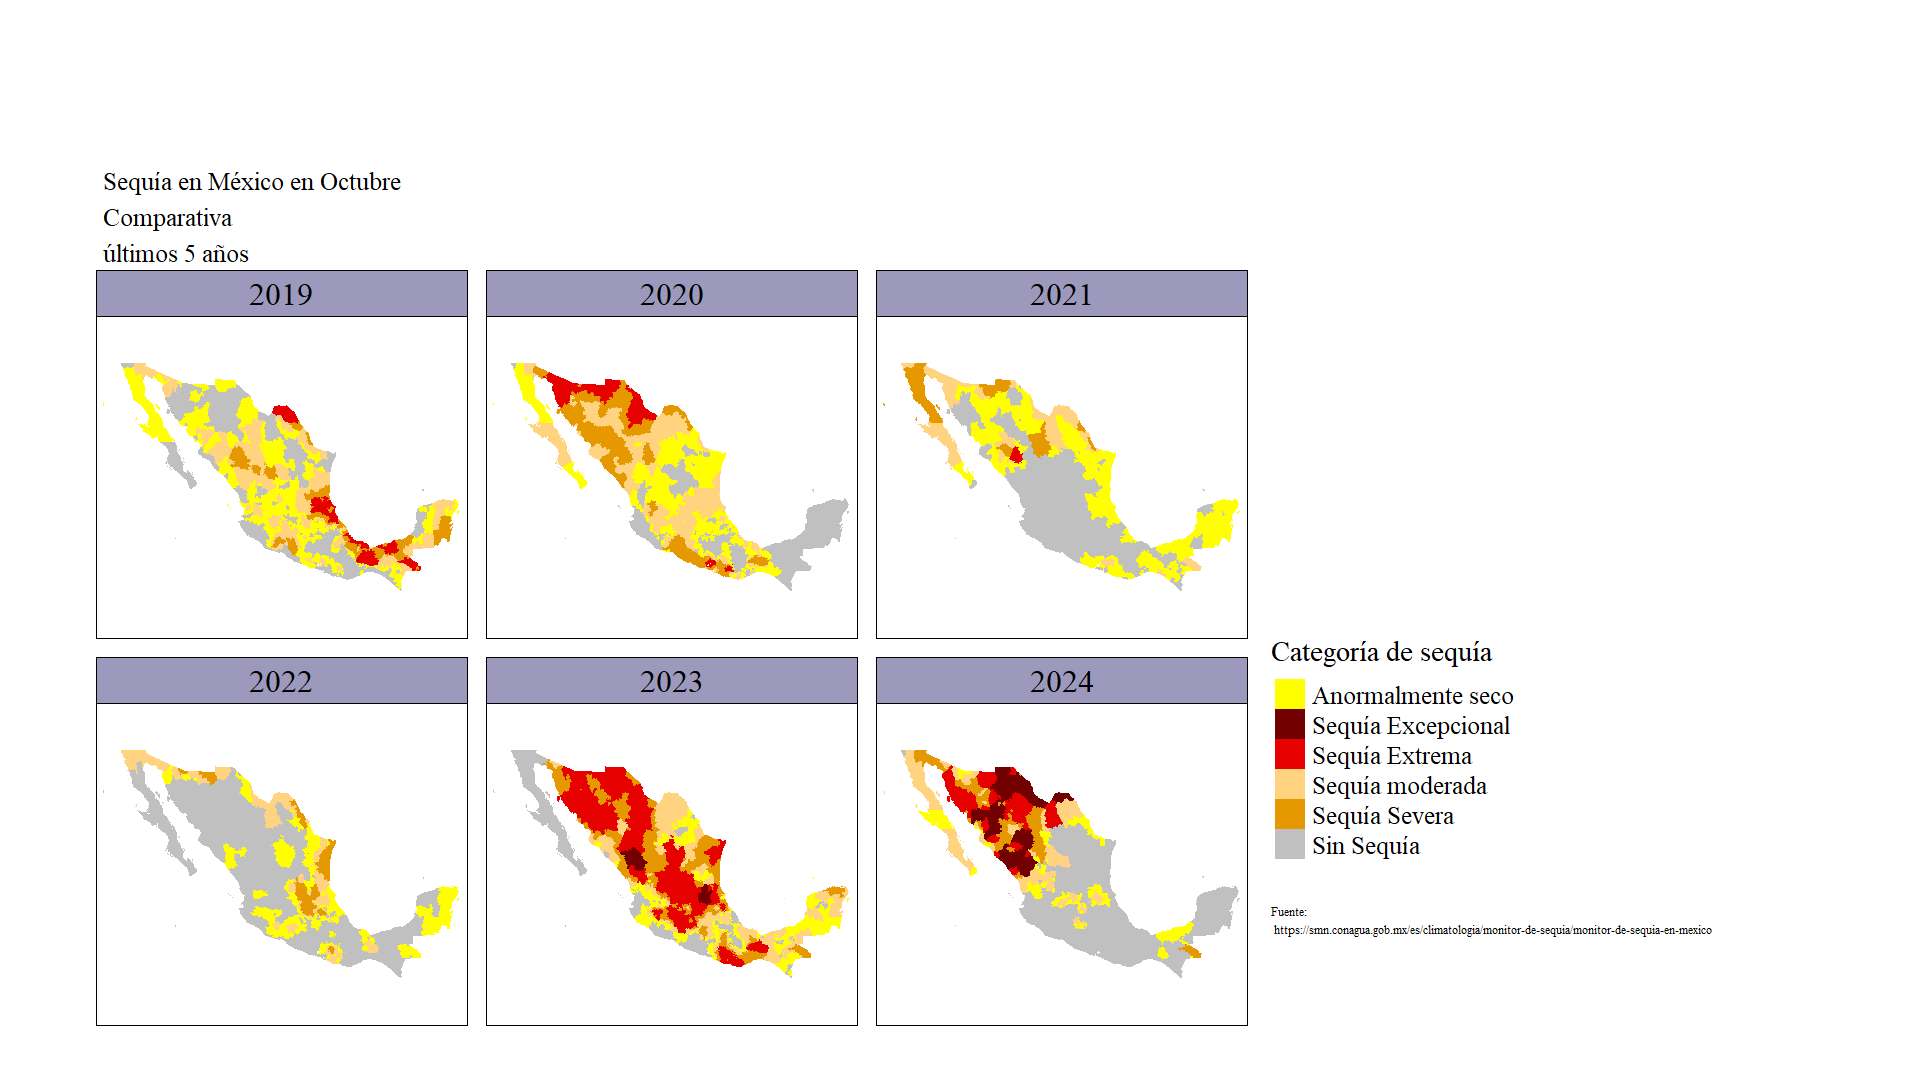 Sequía en México en Octubre
Comparativa
últimos 5 años
2019
2020
2021
2022
2023
2024
Categoría de sequía
Anormalmente seco
Sequía Excepcional
Sequía Extrema
Sequía moderada
Sequía Severa
Sin Sequía
Fuente:
https://smn.conagua.gob.mx/es/climatologia/monitor-de-sequia/monitor-de-sequia-en-mexico